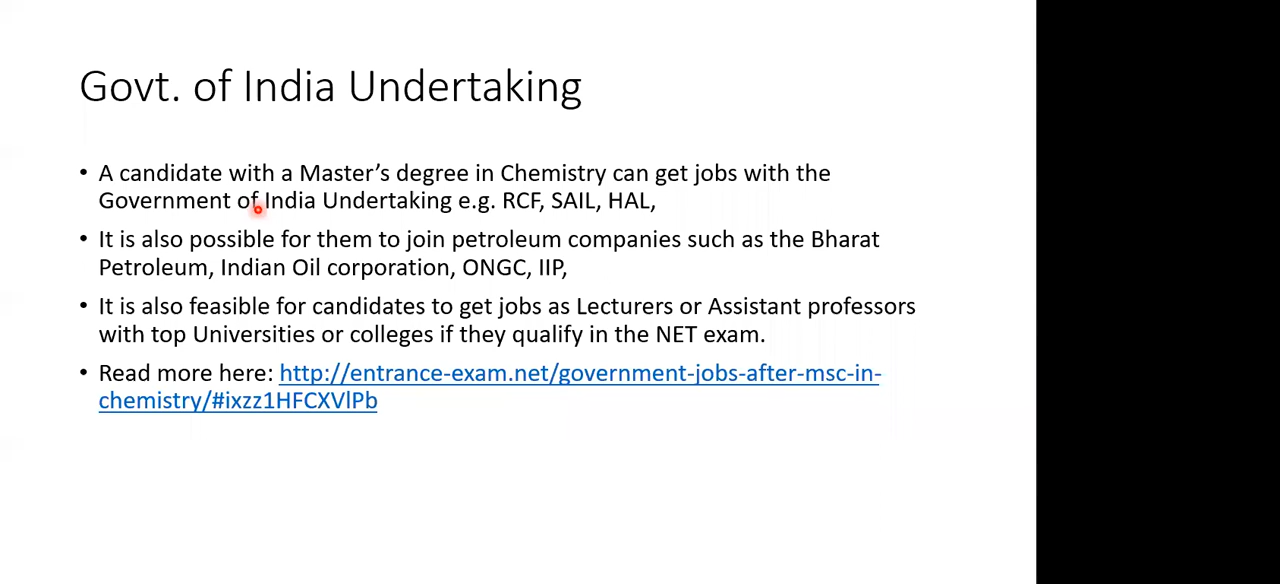 Govt. of India Undertaking
• A candidate with a Master’s degree in Chemistry can get jobs with the
Government of India Undertaking e.g. RCF, SAIL, HAL,
• It is also possible for them to join petroleum companies such as the Bharat
Petroleum, Indian Oil corporation, ONGC, IIP,
• It is also feasible for candidates to get jobs as Lecturers or Assistant professors
with top Universities or colleges if they qualify in the NET exam.
• Read more here: http://entrance-exam.net/government-jobs-after-msc-in-
chemistry/#ixzz1HFCXVlPb